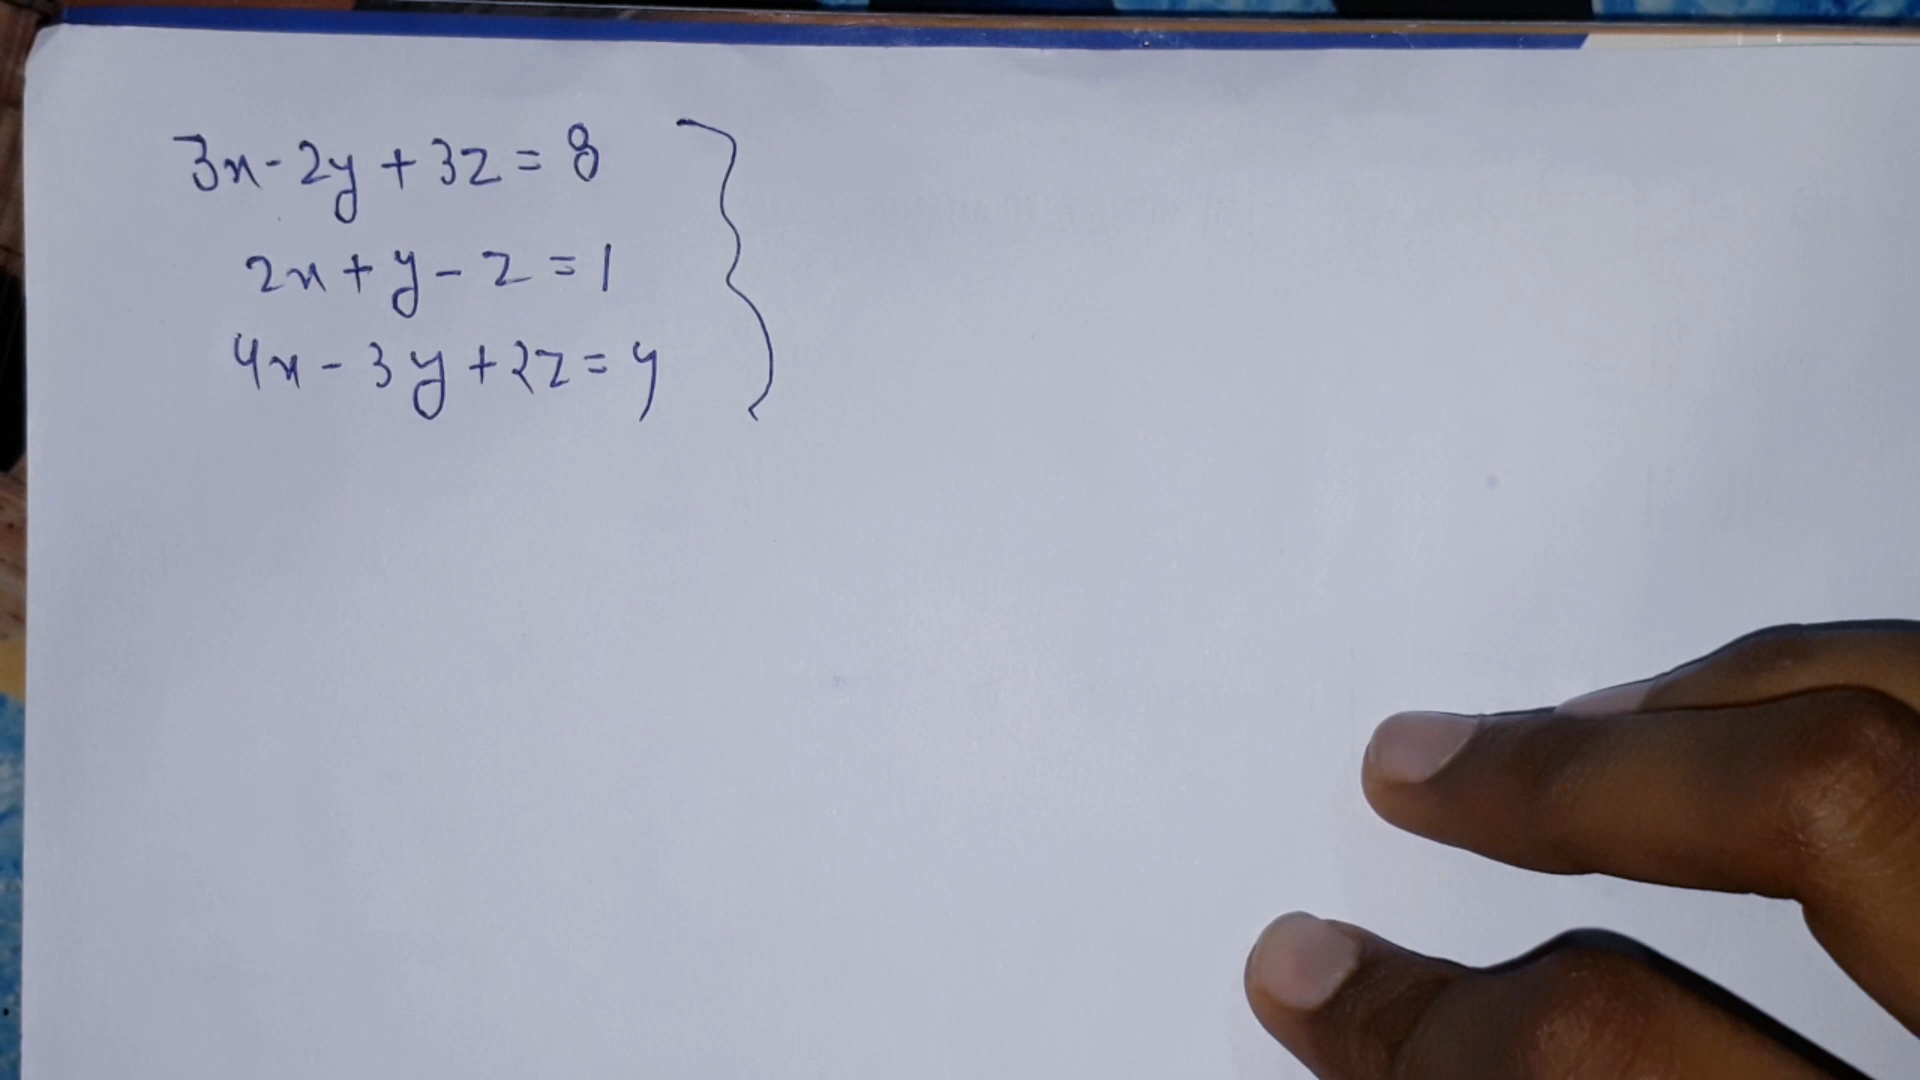 3x - 2y + 3z = 8
2x + y - z = 1
4x - 3y + 2z = 4